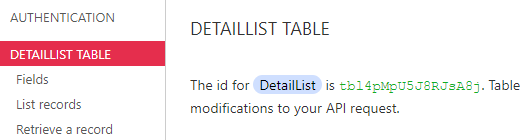 AUTHENTICATION
DETAILLIST TABLE
Fields
List records
Retrieve a record
DETAILLIST TABLE
The id for DetailList is tbl4pMpU5J8RJsA8j. Table
modifications to your API request.